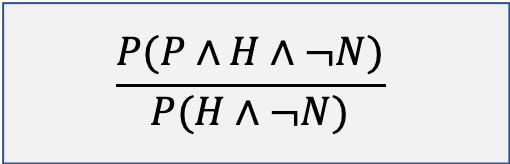 P(P ∧ H ∧ ¬N)
P(H ∧ ¬N)